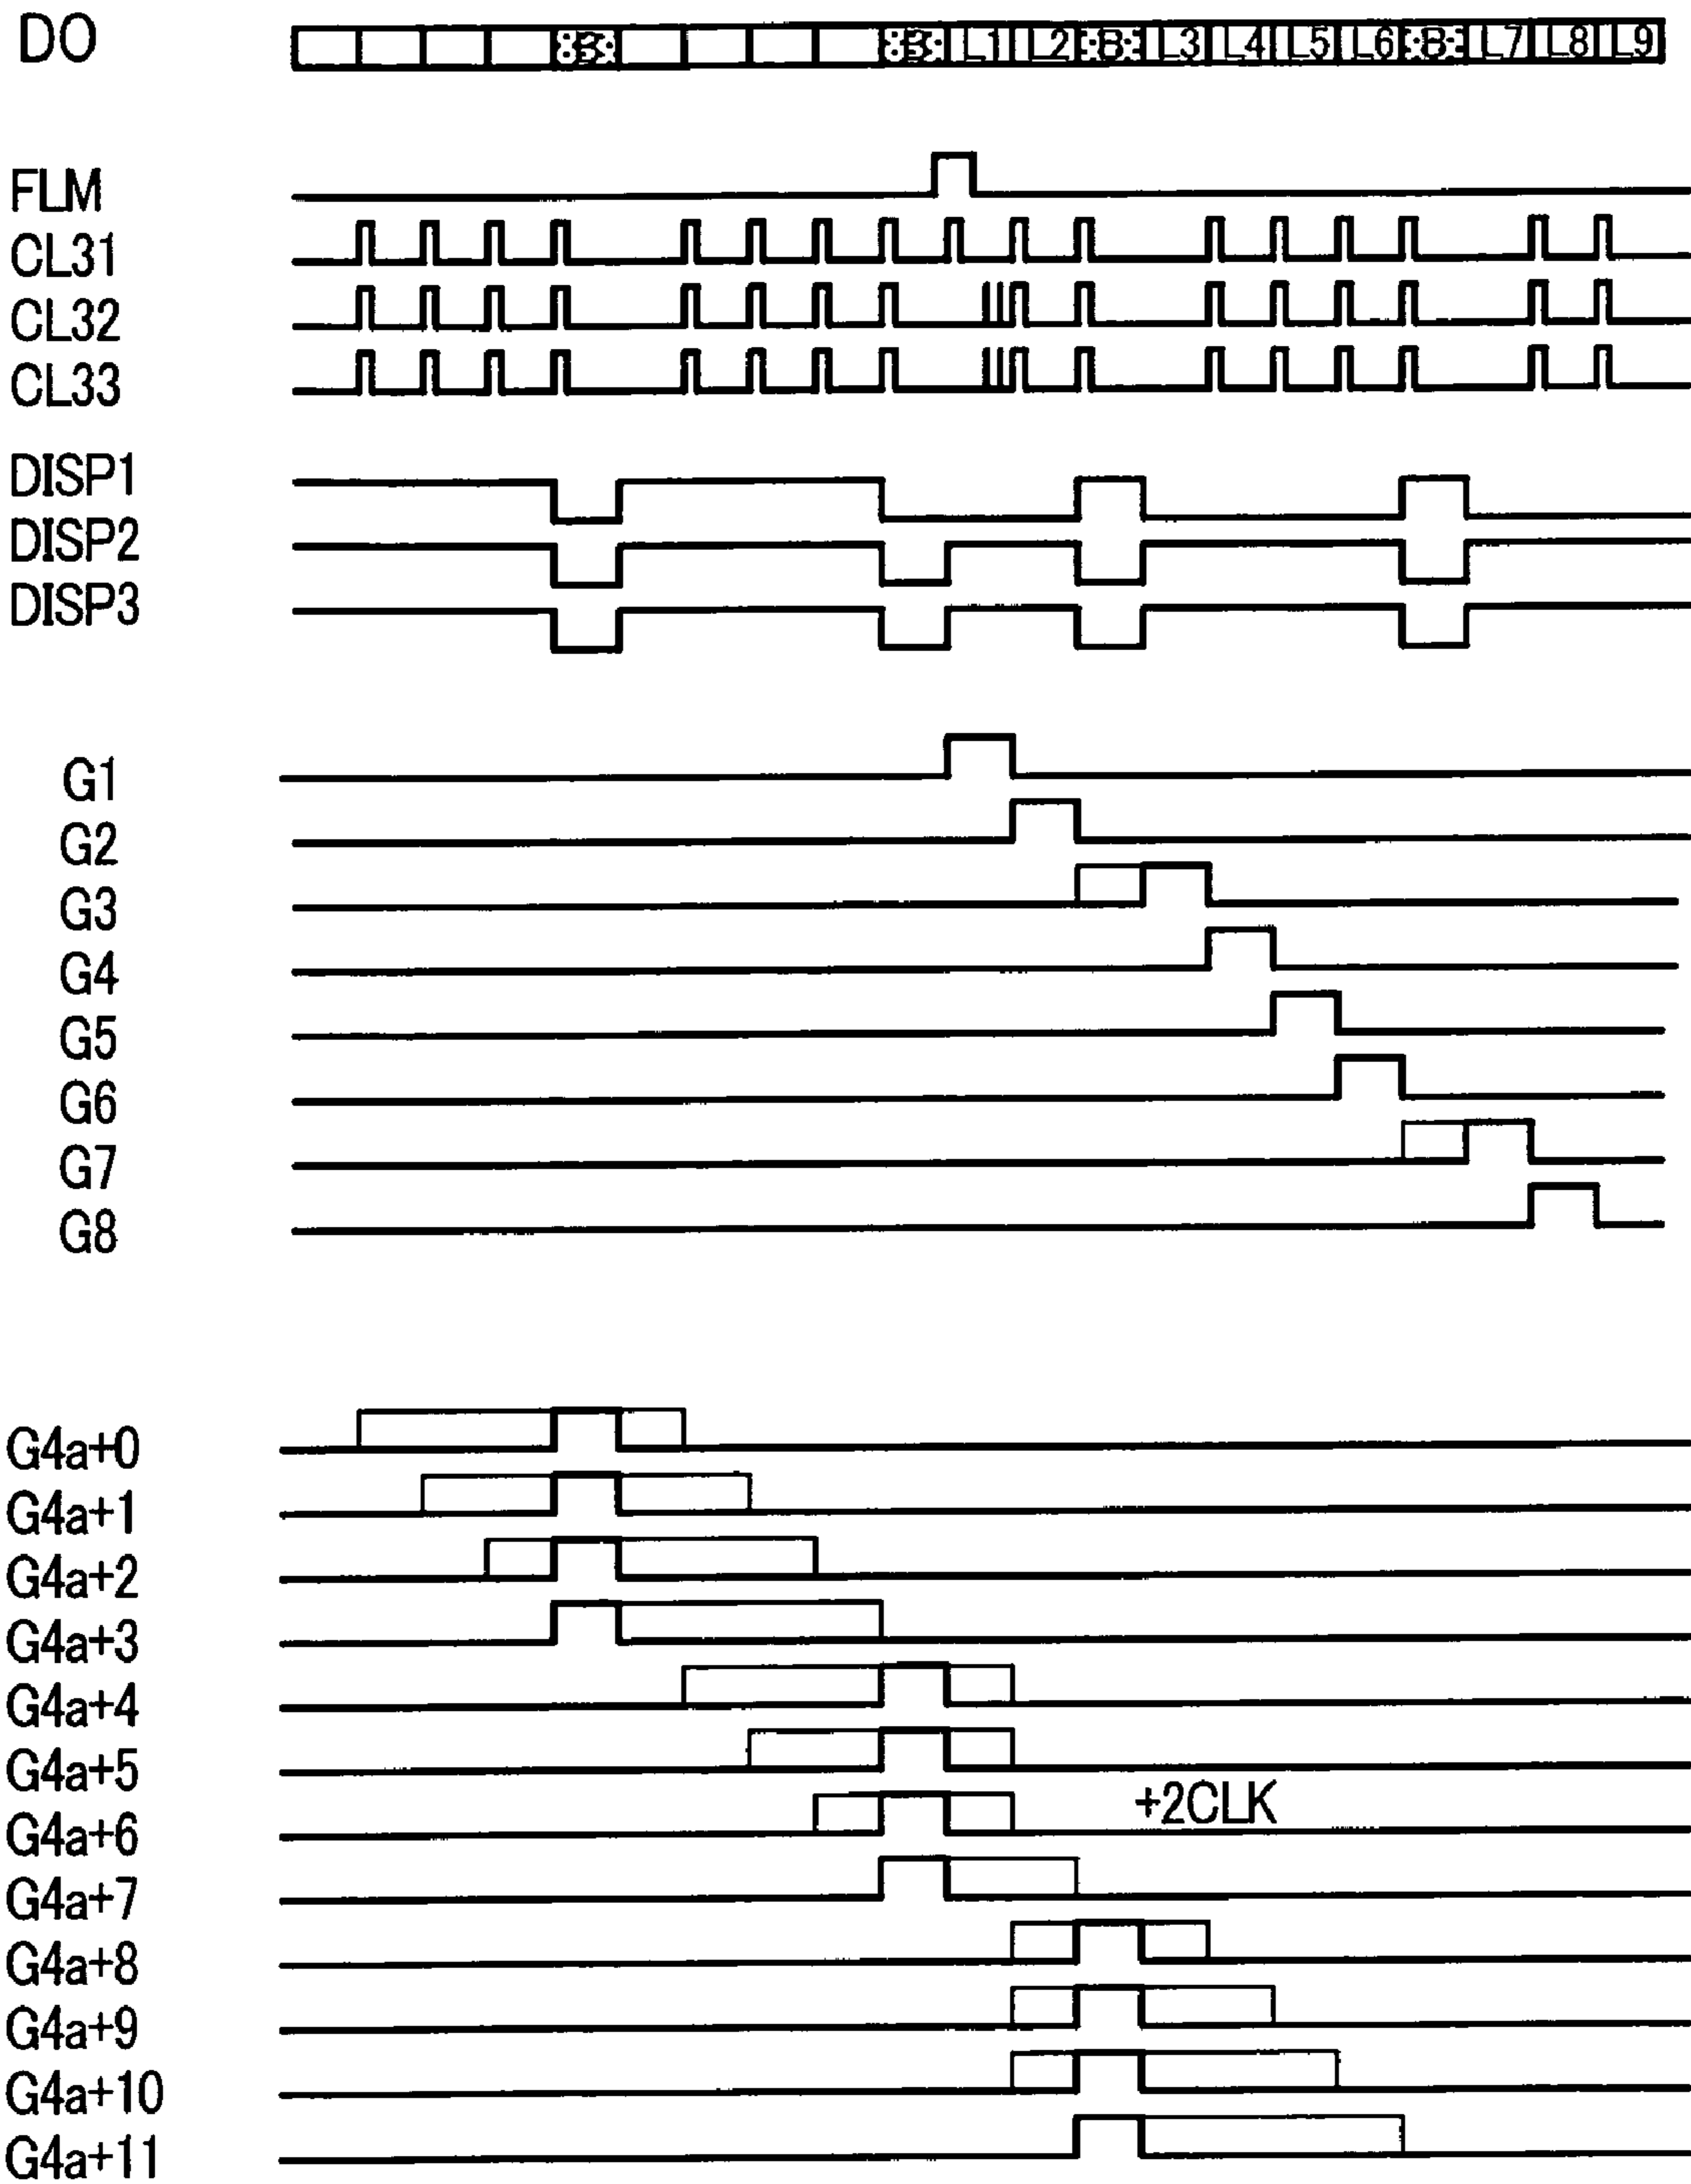 DO B B L1 L2 B L3 L4 L5 L6 B L7 L8 L9
FLM
CL31
CL32
CL33
DISP1
DISP2
DISP3
G1
G2
G3
G4
G5
G6
G7
G8
G4a+0
G4a+1
G4a+2
G4a+3
G4a+4
G4a+5
+2CLK
G4a+6
G4a+7
G4a+8
G4a+9
G4a+10
G4a+11